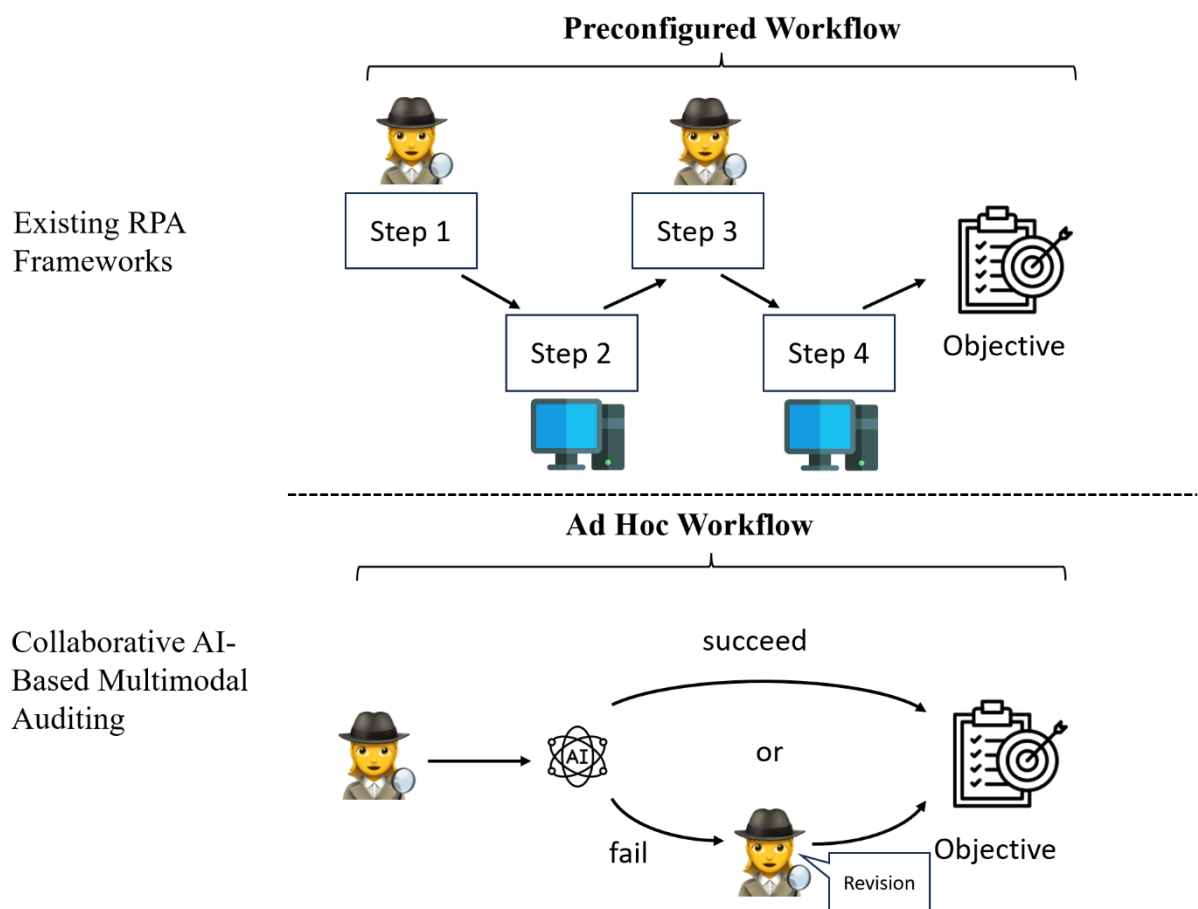 Preconfigured Workflow
Existing RPA
Frameworks
Step 1
Step 3
Step 2
Step 4
Objective
Ad Hoc Workflow
Collaborative AI-
Based Multimodal
Auditing
succeed
AI
or
fail
Revision
Objective